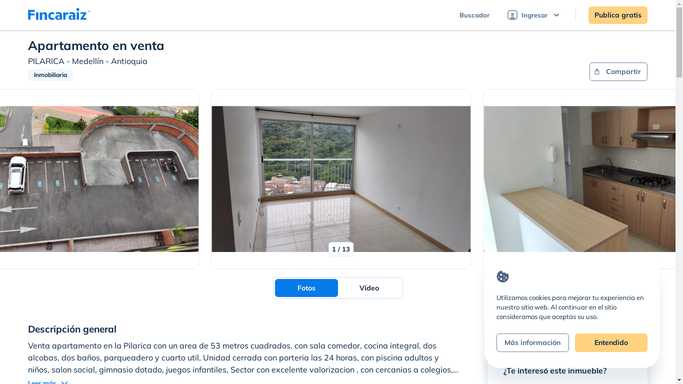 Fincaraiz
Buscador
Ingresar
Publica gratis
Apartamento en venta
PILARICA - Medellín - Antioquia
Inmobiliaria
Compartir
1 / 13
Fotos
Video
Descripción general
Venta apartamento en la Pilarica con un area de 53 metros cuadrados, con sala comedor, cocina integral, dos
alcobas, dos baños, parqueadero y cuarto util. Unidad cerrada con porteria las 24 horas, con piscina adultos y
niños, salon social, gimnasio dotado, juegos infantiles, Sector con excelente valorizacion , con cercanias a colegios,...
Leer más
Utilizamos cookies para mejorar tu experiencia en
nuestro sitio web. Al continuar en el sitio
consideramos que aceptas su uso.
Más información
Entendido
¿Te interesó este inmueble?